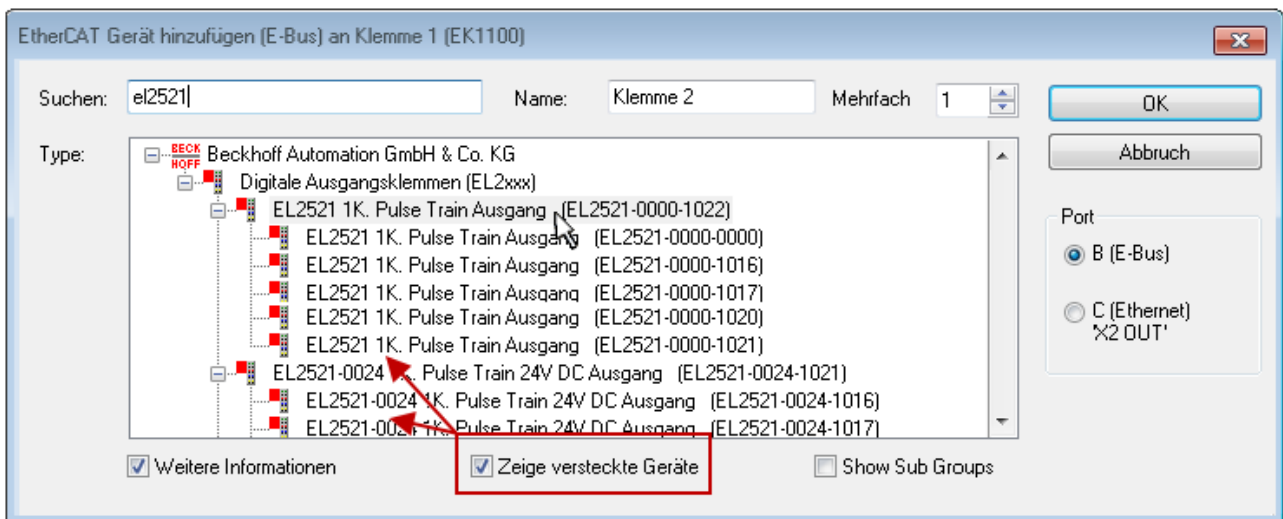 EtherCAT Gerät hinzufügen (E-Bus) an Klemme 1 (EK1100)
Suchen: el2521 Name: Klemme 2 Mehrfach 1 OK
Type: BECKHOFF Beckhoff Automation GmbH & Co. KG Abbruch
Digitale Ausgangsklemmen (EL2xxx)
EL2521 1K. Pulse Train Ausgang (EL2521-0000-1022)
Port
EL2521 1K. Pulse Train Ausgang (EL2521-0000-0000)
B (E-Bus)
EL2521 1K. Pulse Train Ausgang (EL2521-0000-1016)
EL2521 1K. Pulse Train Ausgang (EL2521-0000-1017)
C (Ethernet)
EL2521 1K. Pulse Train Ausgang (EL2521-0000-1020)
'X2 OUT'
EL2521 1K. Pulse Train Ausgang (EL2521-0000-1021)
EL2521-0024 1K. Pulse Train 24V DC Ausgang (EL2521-0024-1021)
EL2521-0024 1K. Pulse Train 24V DC Ausgang (EL2521-0024-1016)
EL2521-0024 1K. Pulse Train 24V DC Ausgang (EL2521-0024-1017)
Weitere Informationen Zeige versteckte Geräte Show Sub Groups